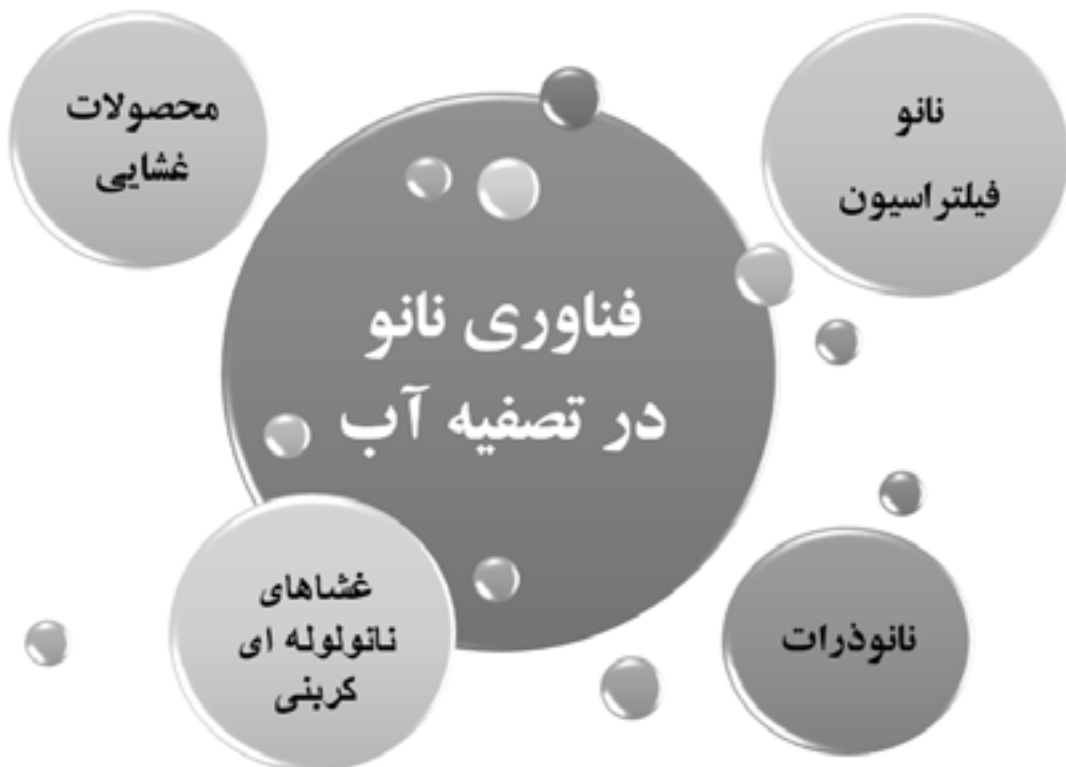 فناوری نانو
در تصفیه آب
نانو
فیلتراسیون
محصولات
غشایی
غشاهای
نانولوله ای
کربنی
نانوذرات